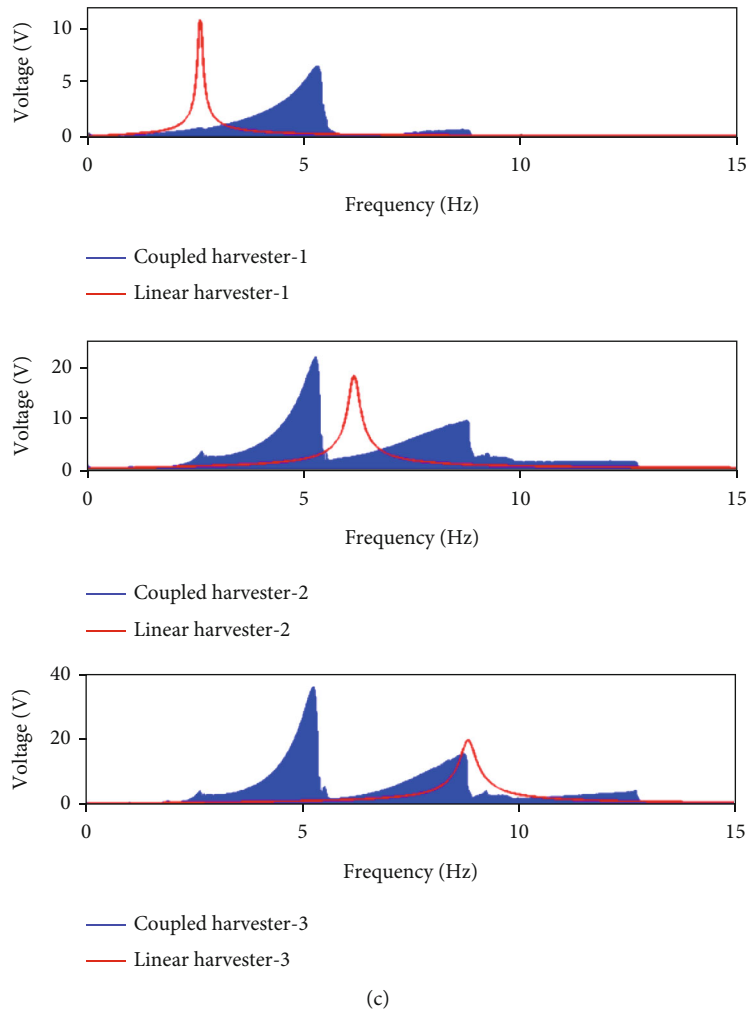 10
5
0
Voltage (V)
0 5 10 15
Frequency (Hz)
Coupled harvester-1
Linear harvester-1
20
10
0
Voltage (V)
0 5 10 15
Frequency (Hz)
Coupled harvester-2
Linear harvester-2
40
20
0
Voltage (V)
0 5 10 15
Frequency (Hz)
Coupled harvester-3
Linear harvester-3
(c)